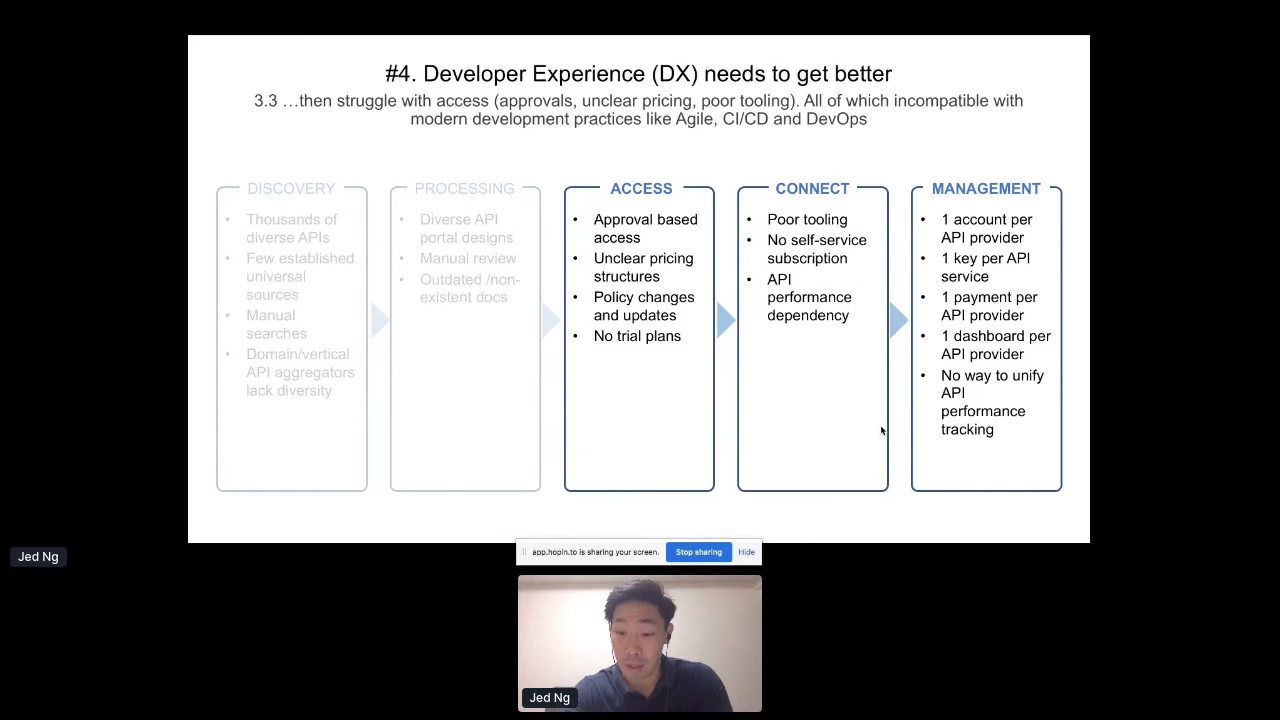 #4. Developer Experience (DX) needs to get better
3.3 …then struggle with access (approvals, unclear pricing, poor tooling). All of which incompatible with
modern development practices like Agile, CI/CD and DevOps
DISCOVERY
• Thousands of
diverse APIs
• Few established
universal
sources
• Manual
searches
• Domain/vertical
API aggregators
lack diversity
PROCESSING
• Diverse API
portal designs
• Manual review
• Outdated /non-
existent docs
ACCESS
• Approval based
access
• Unclear pricing
structures
• Policy changes
and updates
• No trial plans
CONNECT
• Poor tooling
• No self-service
subscription
• API
performance
dependency
MANAGEMENT
• 1 account per
API provider
• 1 key per API
service
• 1 payment per
API provider
• 1 dashboard per
API provider
• No way to unify
API
performance
tracking
Jed Ng
app.hopin.to is sharing your screen. Stop sharing Hide
Jed Ng